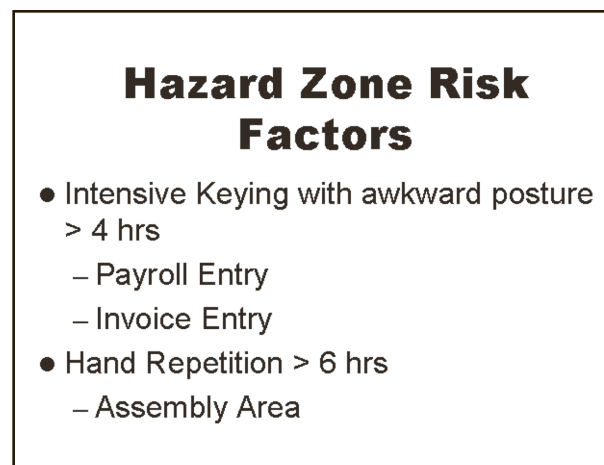 Hazard Zone Risk
Factors
● Intensive Keying with awkward posture
> 4 hrs
– Payroll Entry
– Invoice Entry
● Hand Repetition > 6 hrs
– Assembly Area